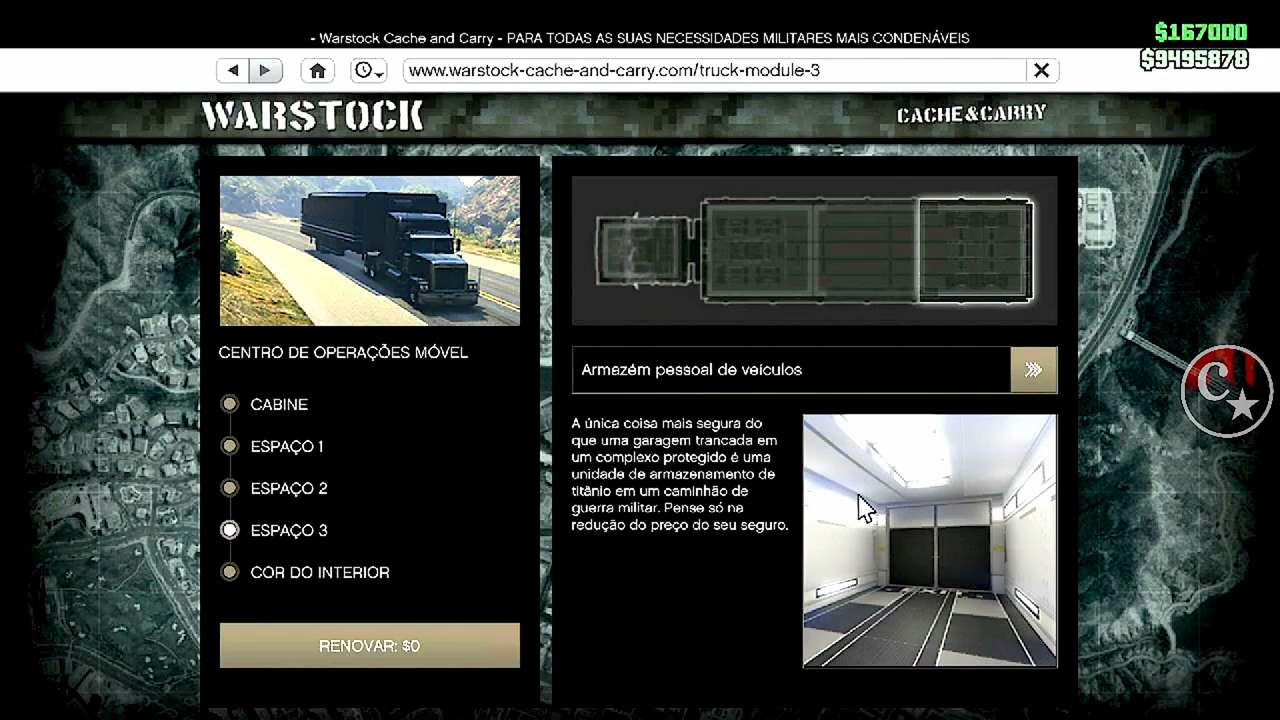 - Warstock Cache and Carry - PARA TODAS AS SUAS NECESSIDADES MILITARES MAIS CONDENÁVEIS
$167000
$9495878
www.warstock-cache-and-carry.com/truck-module-3
WARSTOCK
CACHE&CARRY
CENTRO DE OPERAÇÕES MÓVEL
CABINE
ESPAÇO 1
ESPAÇO 2
ESPAÇO 3
COR DO INTERIOR
RENOVAR: $0
Armazém pessoal de veículos
A única coisa mais segura do
que uma garagem trancada em
um complexo protegido é uma
unidade de armazenamento de
titânio em um caminhão de
guerra militar. Pense só na
redução do preço do seu seguro.
C